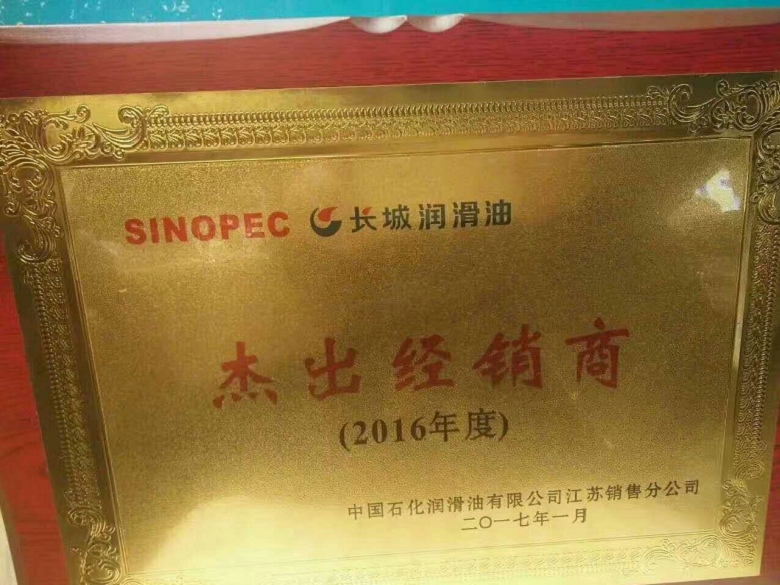 SINOPEC 长城润滑油
杰出经销商
(2016年度)
中国石化润滑油有限公司江苏销售分公司
二〇一七年一月